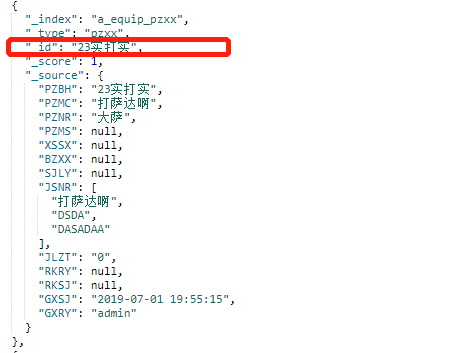 {
"_index": "a_equip_pzxx",
"_type": "pzxx",
"_id": "23实打实",
"_score": 1,
"_source": {
"PZBH": "23实打实",
"PZMC": "打萨达啊",
"PZNR": "大萨",
"PZMS": null,
"XSSX": null,
"BZXX": null,
"SJLY": null,
"JSNR": [
"打萨达啊",
"DSDA",
"DASADAA"
],
"JLZT": "0",
"RKRY": null,
"RKSJ": null,
"GXSJ": "2019-07-01 19:55:15",
"GXRY": "admin"
}
},